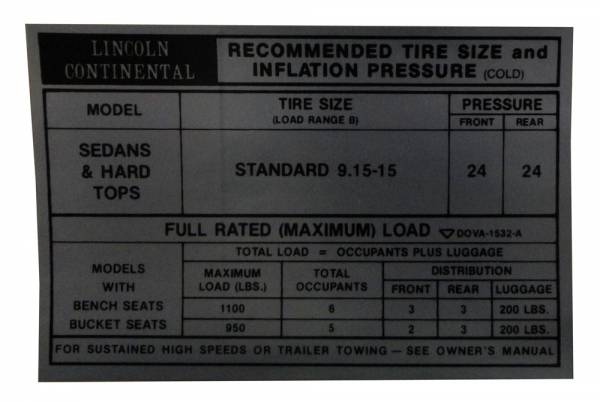 LINCOLN
CONTINENTAL
RECOMMENDED TIRE SIZE and
INFLATION PRESSURE (COLD)
MODEL
TIRE SIZE
(LOAD RANGE B)
PRESSURE
FRONT REAR
SEDANS
& HARD
TOPS
STANDARD 9.15-15 24 24
FULL RATED (MAXIMUM) LOAD ▽ DOVA-1532-A
MODELS
WITH
BENCH SEATS
BUCKET SEATS
TOTAL LOAD = OCCUPANTS PLUS LUGGAGE
MAXIMUM
LOAD (LBS.)
TOTAL
OCCUPANTS
DISTRIBUTION
FRONT REAR LUGGAGE
1100 6 3 3 200 LBS.
950 5 2 3 200 LBS.
FOR SUSTAINED HIGH SPEEDS OR TRAILER TOWING — SEE OWNER'S MANUAL